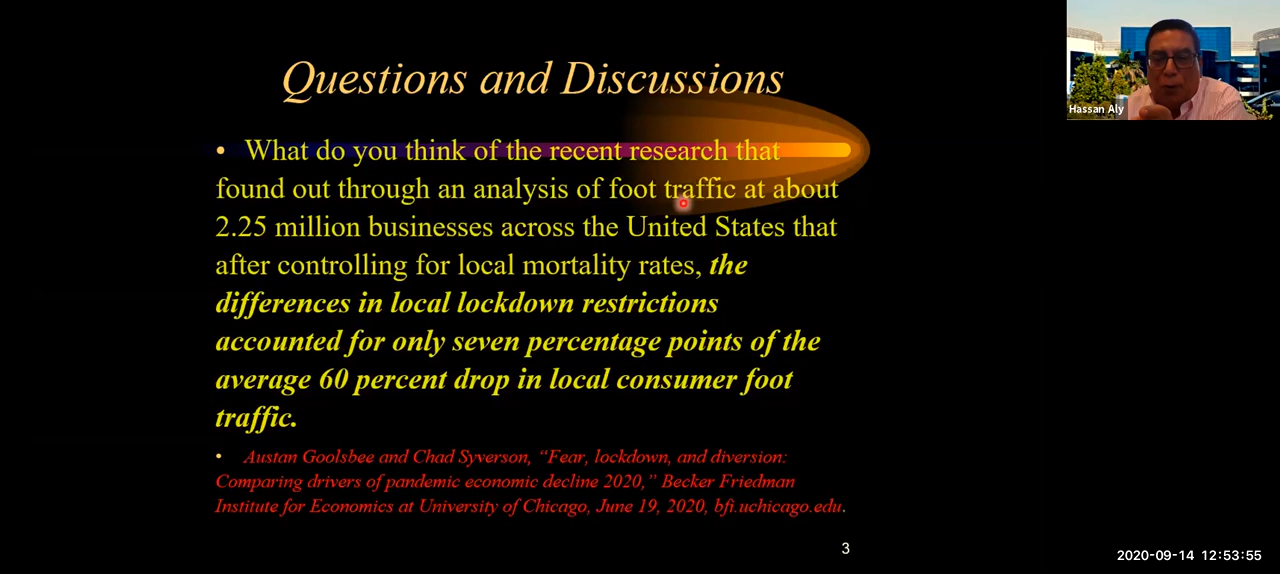 Questions and Discussions
• What do you think of the recent research that
found out through an analysis of foot traffic at about
2.25 million businesses across the United States that
after controlling for local mortality rates, the
differences in local lockdown restrictions
accounted for only seven percentage points of the
average 60 percent drop in local consumer foot
traffic.
• Austan Goolsbee and Chad Syverson, “Fear, lockdown, and diversion:
Comparing drivers of pandemic economic decline 2020,” Becker Friedman
Institute for Economics at University of Chicago, June 19, 2020, bfi.uchicago.edu.
3
Hassan Aly
2020-09-14 12:53:55